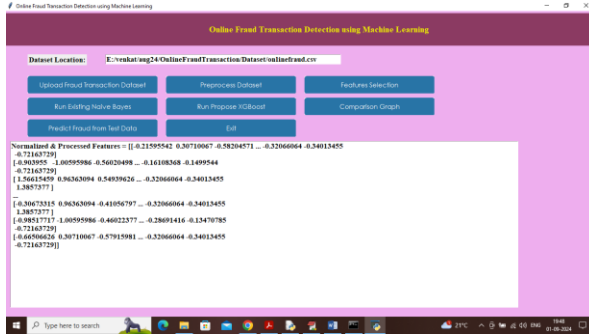 Online Fraud Transaction Detection using Machine Learning
Online Fraud Transaction Detection using Machine Learning
Dataset Location: E:/venkat/aug24/OnlineFraudTransaction/Dataset/onlinefraud.csv
Upload Fraud Transaction Dataset Preprocess Dataset Features Selection
Run Existing Naive Bayes Run Propose XGBoost Comparison Graph
Predict Fraud from Test Data Exit
Normalized & Processed Features = [[-0.21595542 0.30710067 -0.58204571 ... -0.32066064 -0.34013455
-0.72163729]
[-0.903955 -1.00595986 -0.56020498 ... -0.16108368 -0.1499544
-0.72163729]
[ 1.56615459 0.96363094 0.54939626 ... -0.32066064 -0.34013455
1.3857377 ]
...
[-0.30673315 0.96363094 -0.41056797 ... -0.32066064 -0.34013455
1.3857377 ]
[-0.98517717 -1.00595986 -0.46022377 ... -0.28691416 -0.13470785
-0.72163729]
[-0.66506626 0.30710067 -0.57915981 ... -0.32066064 -0.34013455
-0.72163729]]
Type here to search 21°C ENG 19:48
01-09-2024